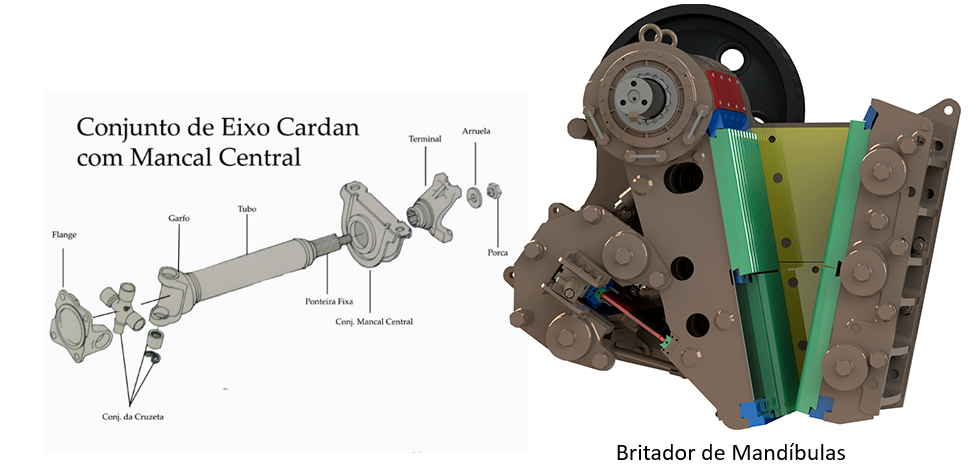 Conjunto de Eixo Cardan
com Mancal Central
Terminal
Arruela
Garfo
Tubo
Flange
Porca
Ponteira Fixa
Conj. Mancal Central
Conj. da Cruzeta
Britador de Mandíbulas